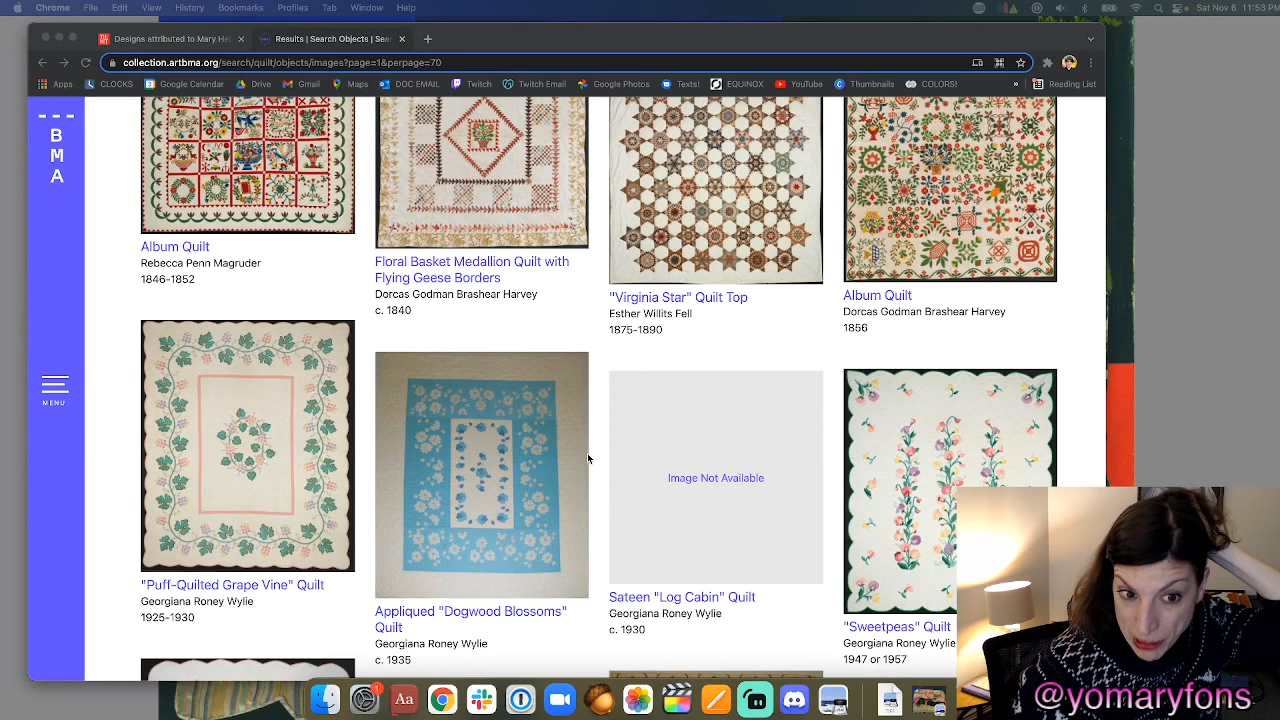 Chrome File Edit View History Bookmarks Profiles Tab Window Help Sat Nov 6 11:53 PM
Designs attributed to Mary He Results | Search Objects | Sear
collection.artbma.org/search/quilt/objects/images?page=1&perpage=70
Apps CLOCKS Google Calendar Drive Gmail Maps DOC EMAIL Twitch Twitch Email Google Photos Texts! EQUINOX YouTube Thumbnails COLORS! » Reading List
B
M
A
MENU
Album Quilt
Rebecca Penn Magruder
1846-1852
Floral Basket Medallion Quilt with
Flying Geese Borders
Dorcas Godman Brashear Harvey
c. 1840
"Virginia Star" Quilt Top
Esther Willits Fell
1875-1890
Album Quilt
Dorcas Godman Brashear Harvey
1856
"Puff-Quilted Grape Vine" Quilt
Georgiana Roney Wylie
1925-1930
Appliqued "Dogwood Blossoms"
Quilt
Georgiana Roney Wylie
c. 1935
Image Not Available
Sateen "Log Cabin" Quilt
Georgiana Roney Wylie
c. 1930
"Sweetpeas" Quilt
Georgiana Roney Wylie
1947 or 1957
1
Aa
@yomaryfons